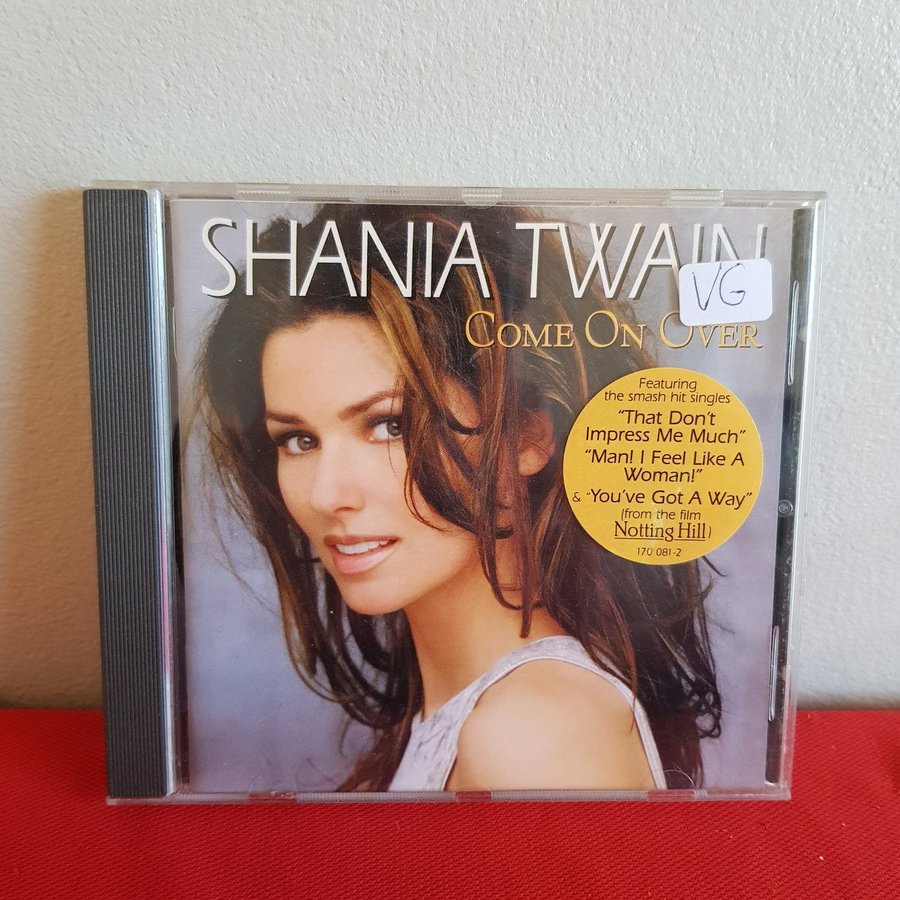 SHANIA TWAIN
VG
COME ON OVER
Featuring
the smash hit singles
"That Don't
Impress Me Much"
"Man! I Feel Like A
Woman!"
& "You've Got A Way"
(from the film
Notting Hill)
170 081-2